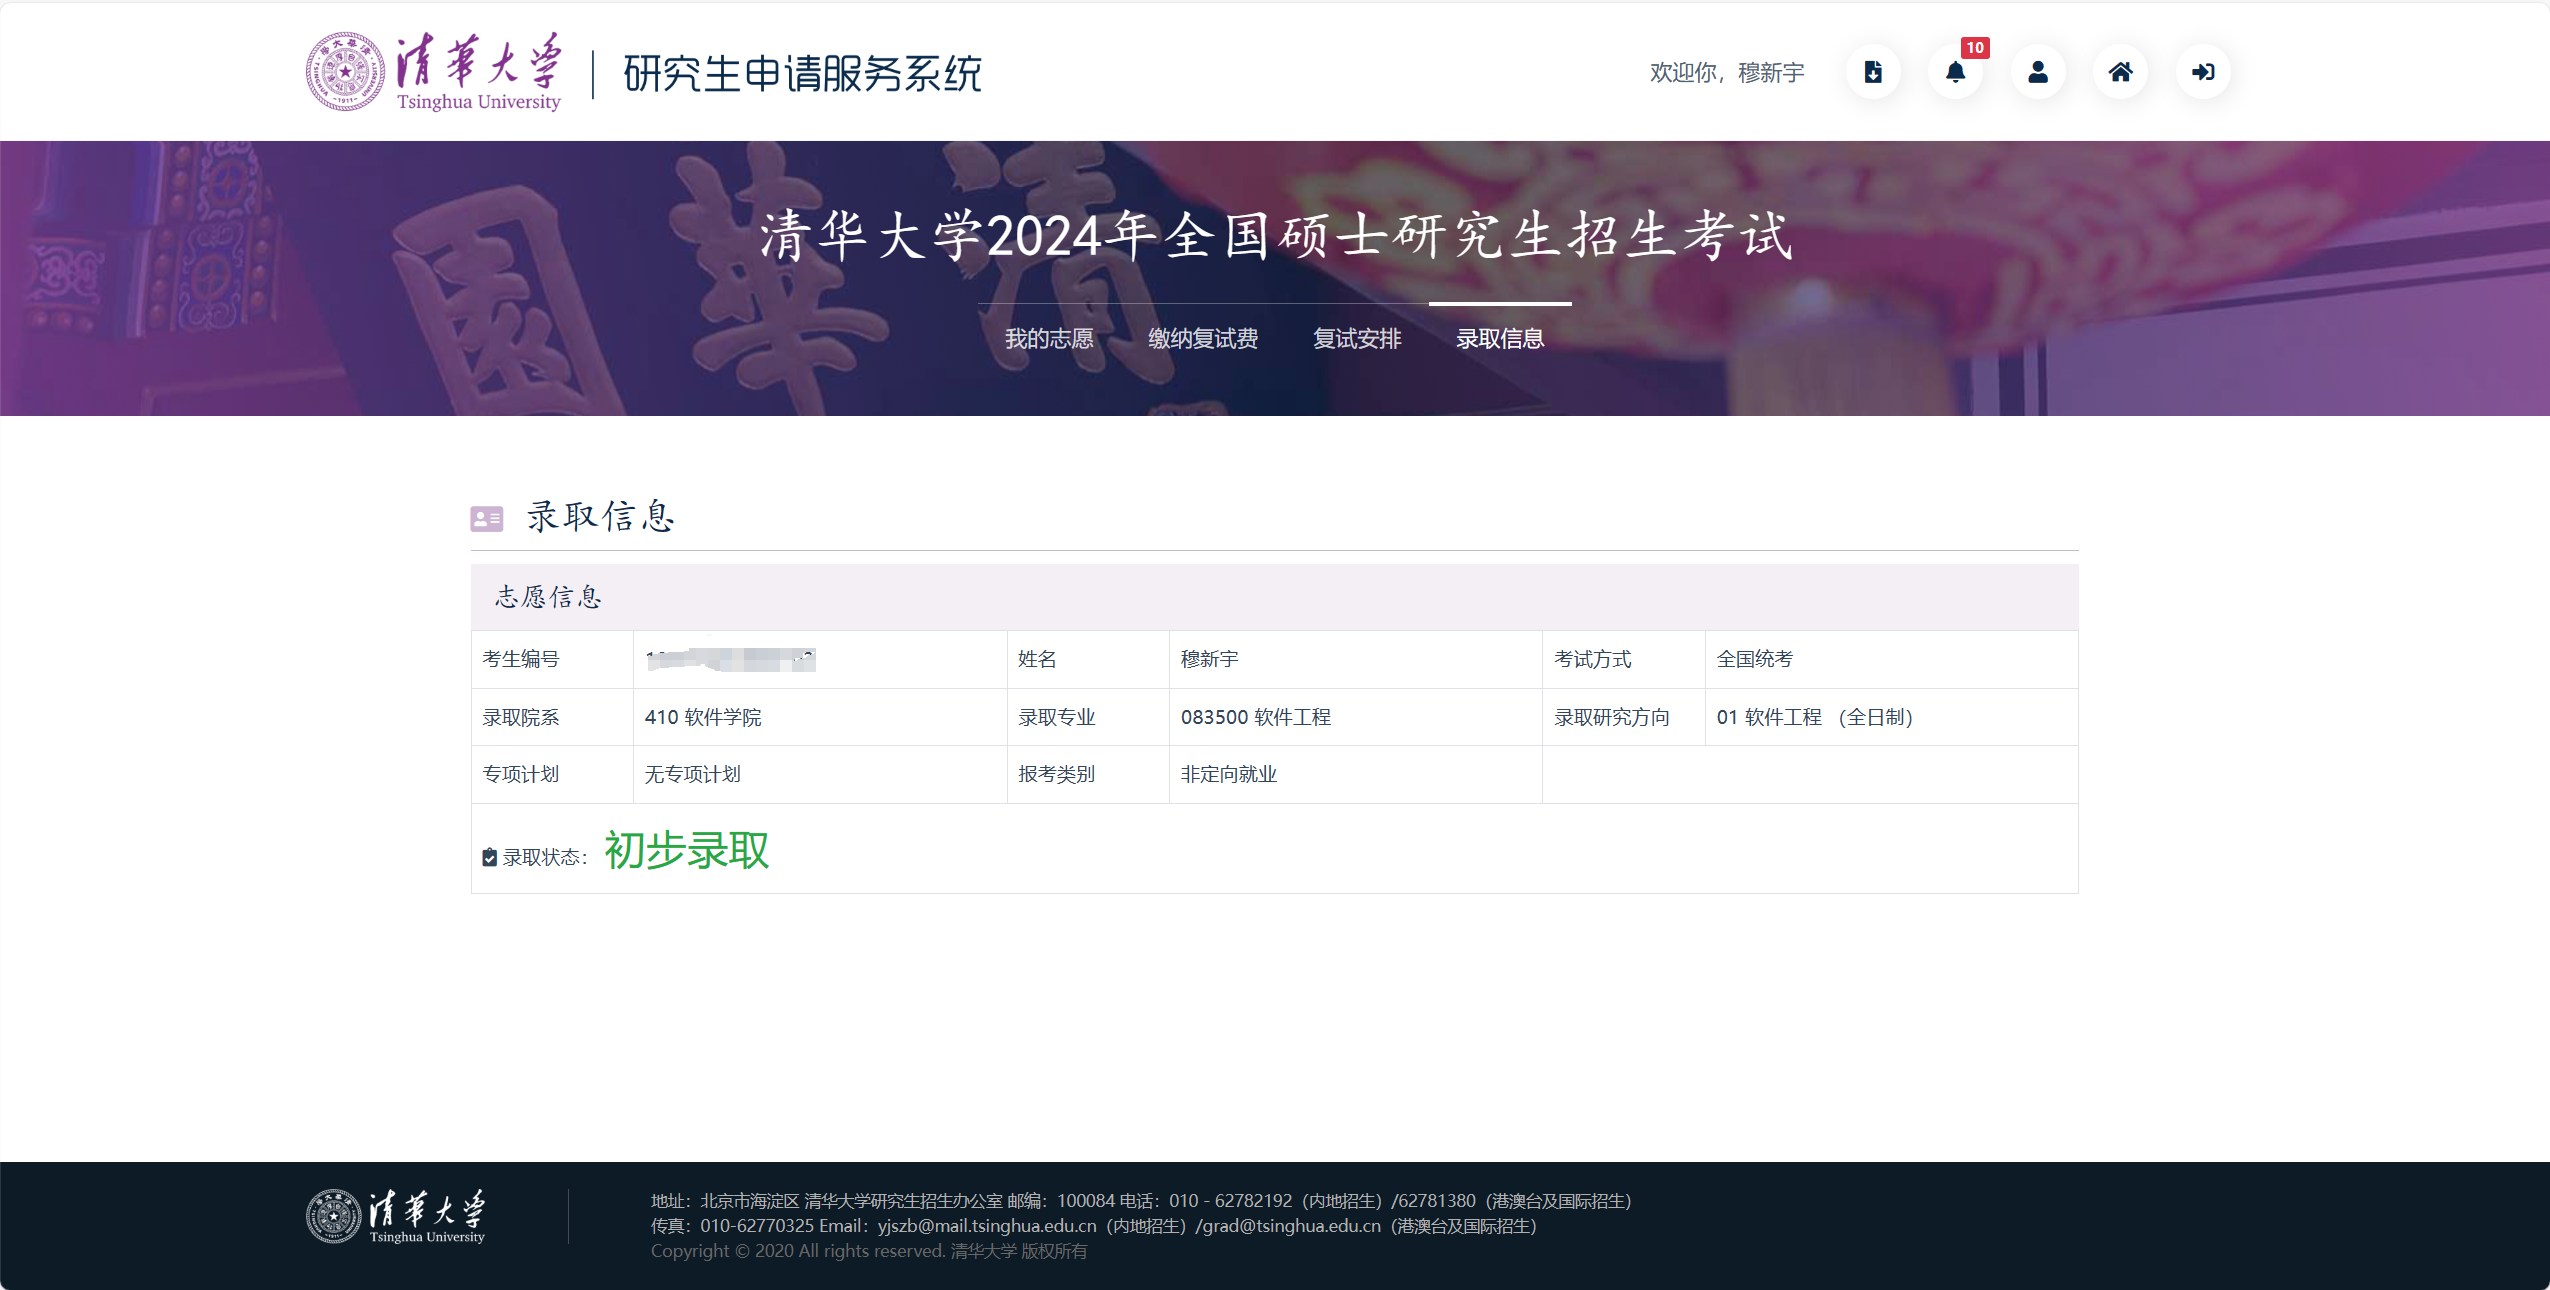 清華大学
Tsinghua University
研究生申请服务系统
欢迎你，穆新宇
10
清华大学2024年全国硕士研究生招生考试
我的志愿 缴纳复试费 复试安排 录取信息
录取信息
志愿信息
考生编号 姓名 穆新宇 考试方式 全国统考
录取院系 410 软件学院 录取专业 083500 软件工程 录取研究方向 01 软件工程 （全日制）
专项计划 无专项计划 报考类别 非定向就业
录取状态： 初步录取
清華大学
Tsinghua University
地址：北京市海淀区 清华大学研究生招生办公室 邮编：100084 电话：010 - 62782192（内地招生）/62781380（港澳台及国际招生）
传真：010-62770325 Email：yjszb@mail.tsinghua.edu.cn（内地招生）/grad@tsinghua.edu.cn（港澳台及国际招生）
Copyright © 2020 All rights reserved. 清华大学 版权所有